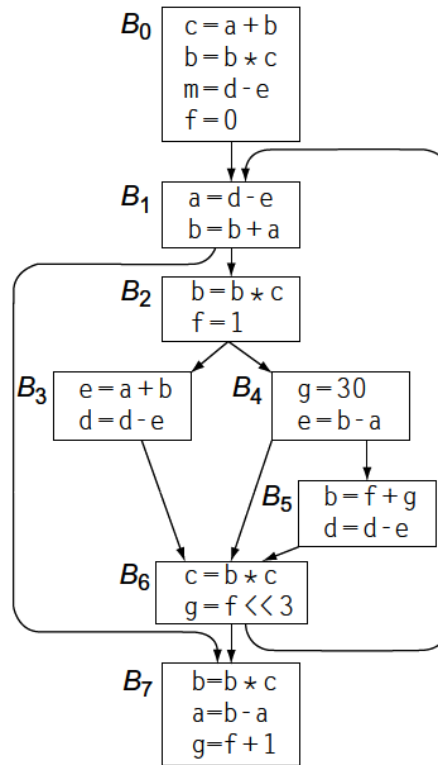 B0
c=a+b
b=b*c
m=d-e
f=0
B1
a=d-e
b=b+a
B2
b=b*c
f=1
B3
e=a+b
d=d-e
B4
g=30
e=b-a
B5
b=f+g
d=d-e
B6
c=b*c
g=f<<3
B7
b=b*c
a=b-a
g=f+1